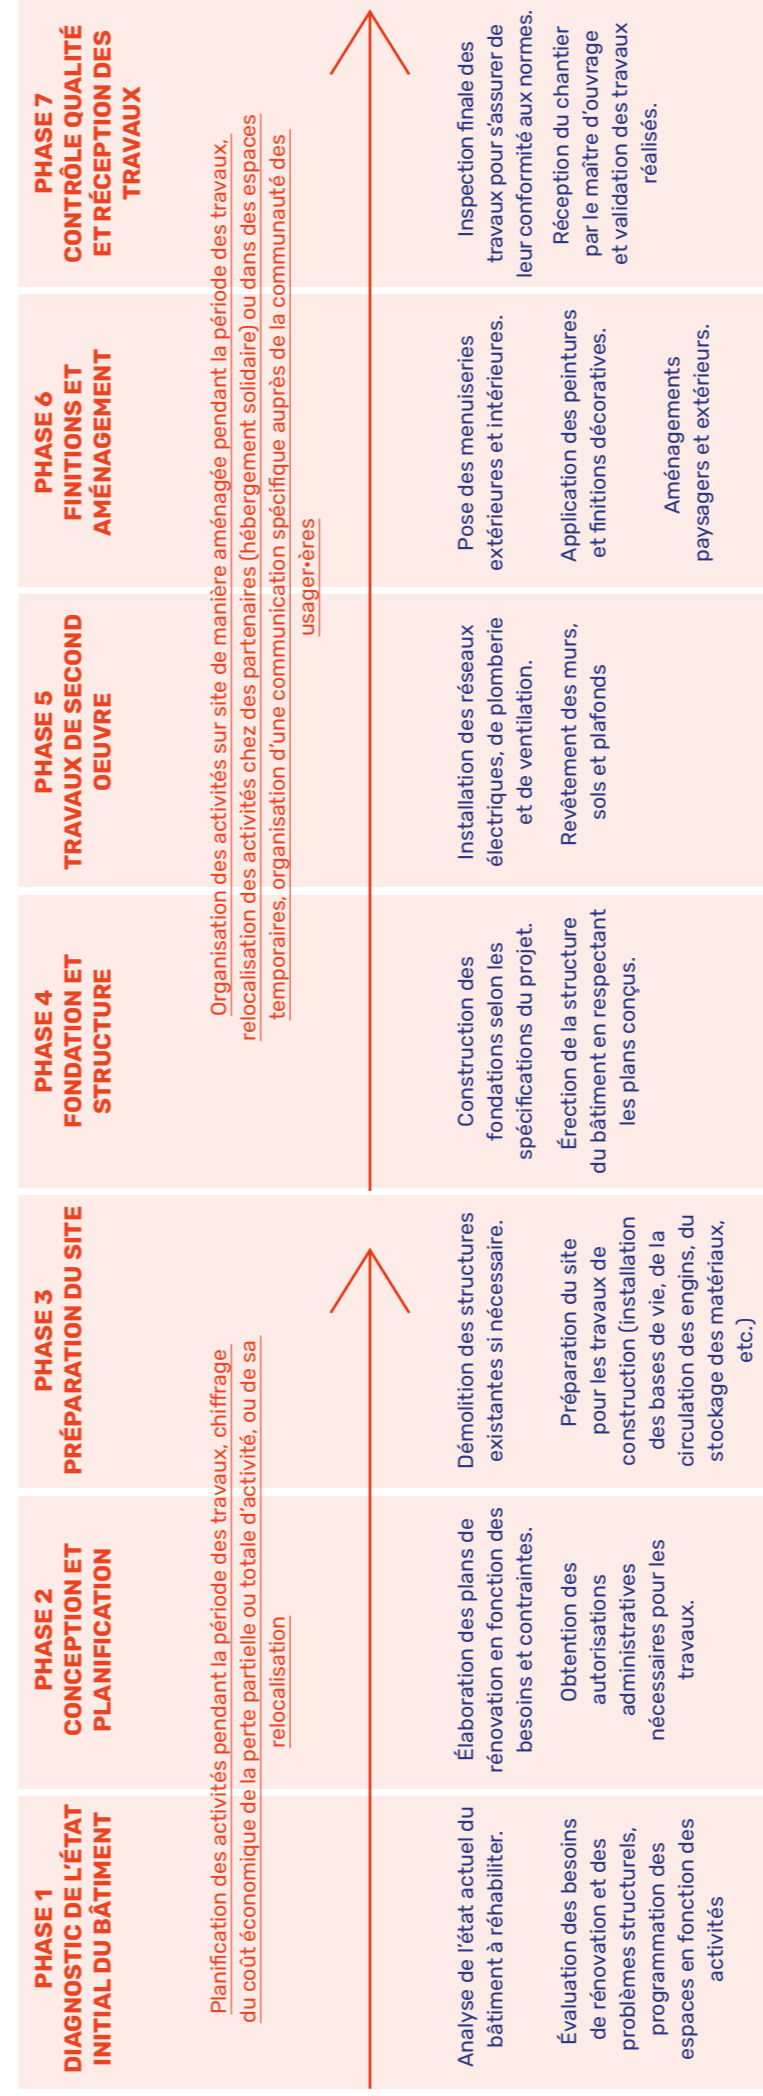 PHASE 1
DIAGNOSTIC DE L'ÉTAT
INITIAL DU BÂTIMENT
PHASE 2
CONCEPTION ET
PLANIFICATION
PHASE 3
PRÉPARATION DU SITE
PHASE 4
FONDATION ET
STRUCTURE
PHASE 5
TRAVAUX DE SECOND
OEUVRE
PHASE 6
FINITIONS ET
AMÉNAGEMENT
PHASE 7
CONTRÔLE QUALITÉ
ET RÉCEPTION DES
TRAVAUX
Planification des activités pendant la période des travaux, chiffrage
du coût économique de la perte partielle ou totale d'activité, ou de sa
relocalisation
Organisation des activités sur site de manière aménagée pendant la période des travaux,
relocalisation des activités chez des partenaires (hébergement solidaire) ou dans des espaces
temporaires, organisation d'une communication spécifique auprès de la communauté des
usager•ères
Analyse de l'état actuel du
bâtiment à réhabiliter.
Évaluation des besoins
de rénovation et des
problèmes structurels,
programmation des
espaces en fonction des
activités
Élaboration des plans de
rénovation en fonction des
besoins et contraintes.
Obtention des
autorisations
administratives
nécessaires pour les
travaux.
Démolition des structures
existantes si nécessaire.
Préparation du site
pour les travaux de
construction (installation
des bases de vie, de la
circulation des engins, du
stockage des matériaux,
etc.)
Construction des
fondations selon les
spécifications du projet.
Érection de la structure
du bâtiment en respectant
les plans conçus.
Installation des réseaux
électriques, de plomberie
et de ventilation.
Revêtement des murs,
sols et plafonds
Pose des menuiseries
extérieures et intérieures.
Application des peintures
et finitions décoratives.
Aménagements
paysagers et extérieurs.
Inspection finale des
travaux pour s'assurer de
leur conformité aux normes.
Réception du chantier
par le maître d'ouvrage
et validation des travaux
réalisés.